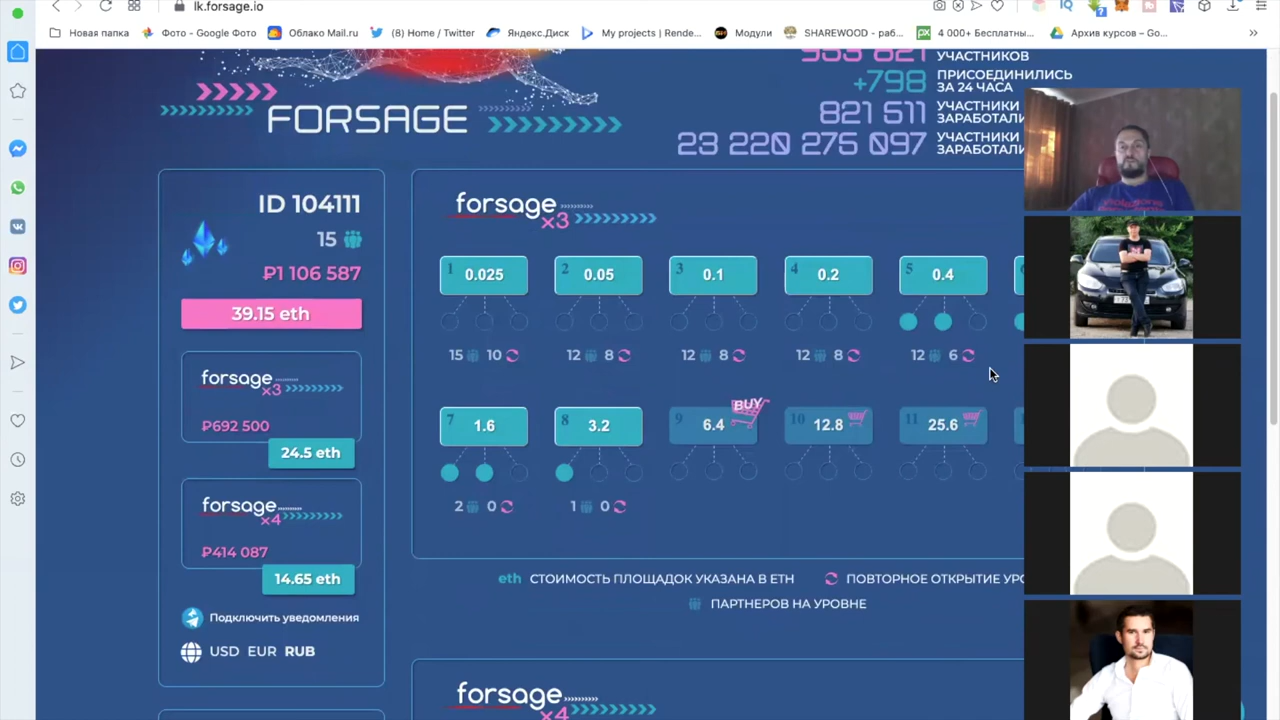 lk.forsage.io
Новая папка
Фото - Google Фото
Облако Mail.ru
(8) Home / Twitter
Яндекс.Диск
My projects | Rende...
Модули
SHAREWOOD - раб...
4 000+ Бесплатны...
Архив курсов – Go...
УЧАСТНИКОВ
+798 ПРИСОЕДИНИЛИСЬ
ЗА 24 ЧАСА
821 511 УЧАСТНИКИ
ЗАРАБОТАЛИ
23 220 275 097 УЧАСТНИКИ
ЗАРАБОТАЛИ
FORSAGE
ID 104111
15
₽1 106 587
39.15 eth
forsage
x3
₽692 500
24.5 eth
forsage
x4
₽414 087
14.65 eth
Подключить уведомления
USD EUR RUB
forsage
x3
1 0.025
2 0.05
3 0.1
4 0.2
5 0.4
15 10
12 8
12 8
12 8
12 6
7 1.6
8 3.2
BUY
9 6.4
10 12.8
11 25.6
2 0
1 0
eth СТОИМОСТЬ ПЛОЩАДОК УКАЗАНА В ETH
ПОВТОРНОЕ ОТКРЫТИЕ
ПАРТНЕРОВ НА УРОВНЕ
forsage
x4